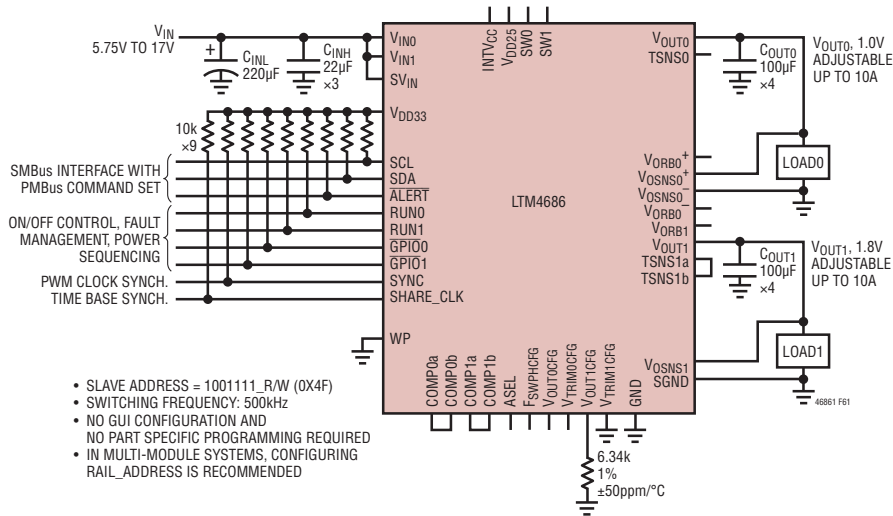 VIN
5.75V TO 17V
+
CINL
220µF
CINH
22µF
×3
VIN0
VIN1
SVIN
INTVCC
VDD25
SW0
SW1
VOUT0
TSNS0
COUT0
100µF
×4
VOUT0, 1.0V
ADJUSTABLE
UP TO 10A
10k
×9
VDD33
SMBus INTERFACE WITH
PMBus COMMAND SET
SCL
SDA
ALERT
ON/OFF CONTROL, FAULT
MANAGEMENT, POWER
SEQUENCING
RUN0
RUN1
GPIO0
GPIO1
PWM CLOCK SYNCH.
SYNC
TIME BASE SYNCH.
SHARE_CLK
WP
LTM4686
VORB0+
VOSNS0+
VOSNS0–
VORB0–
VORB1
VOUT1
TSNS1a
TSNS1b
LOAD0
COUT1
100µF
×4
VOUT1, 1.8V
ADJUSTABLE
UP TO 10A
VOSNS1
SGND
LOAD1
46861 F61
COMP0a
COMP0b
COMP1a
COMP1b
ASEL
FSWPHCFG
VOUT0CFG
VTRIM0CFG
VOUT1CFG
VTRIM1CFG
GND
6.34k
1%
±50ppm/°C
• SLAVE ADDRESS = 1001111_R/W (0X4F)
• SWITCHING FREQUENCY: 500kHz
• NO GUI CONFIGURATION AND
NO PART SPECIFIC PROGRAMMING REQUIRED
• IN MULTI-MODULE SYSTEMS, CONFIGURING
RAIL_ADDRESS IS RECOMMENDED